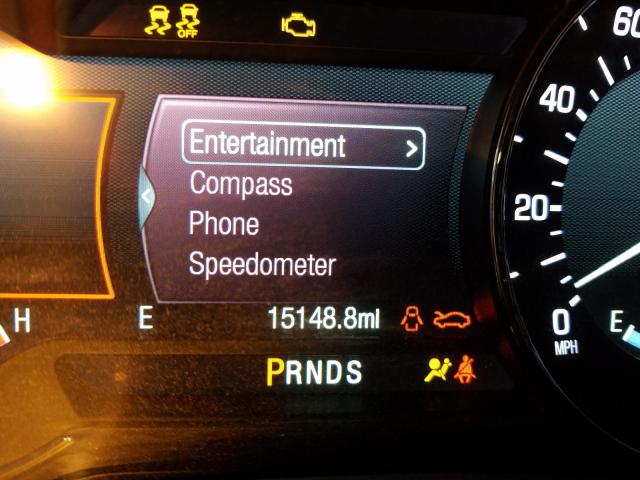 OFF
60
Entertainment >
40
Compass
Phone
20
Speedometer
H
E
15148.8mi
0
E
MPH
PRNDS